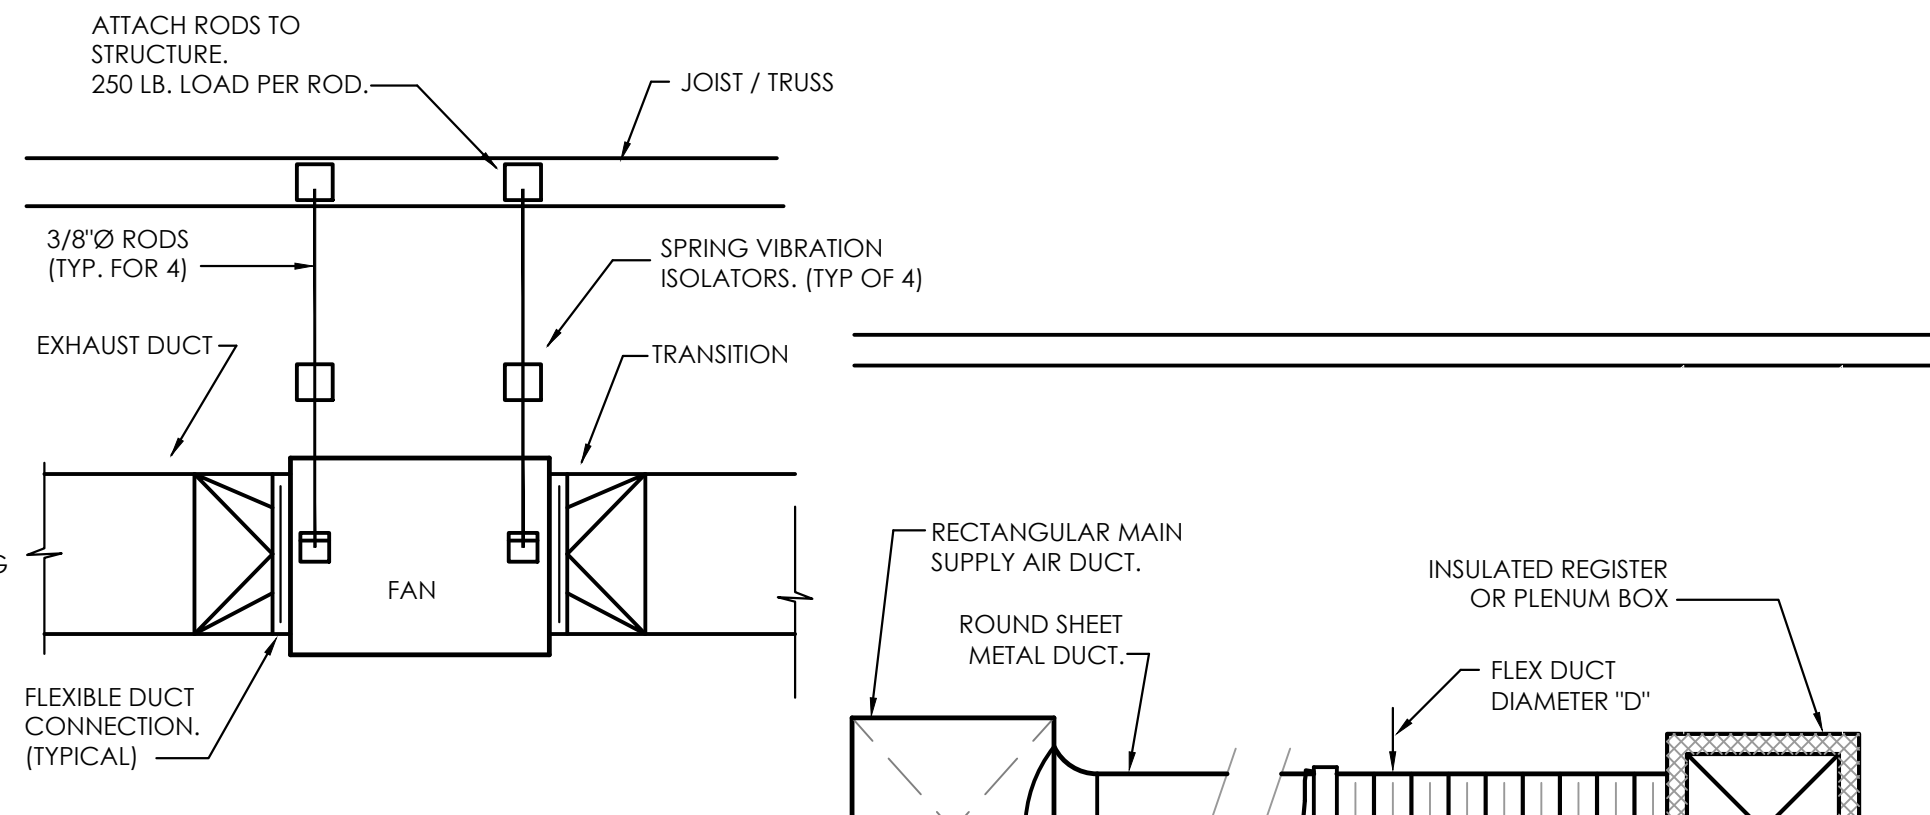 ATTACH RODS TO
STRUCTURE.
250 LB. LOAD PER ROD.
JOIST / TRUSS
3/8"Ø RODS
(TYP. FOR 4)
SPRING VIBRATION
ISOLATORS. (TYP OF 4)
EXHAUST DUCT
TRANSITION
G
FAN
FLEXIBLE DUCT
CONNECTION.
(TYPICAL)
RECTANGULAR MAIN
SUPPLY AIR DUCT.
ROUND SHEET
METAL DUCT.
INSULATED REGISTER
OR PLENUM BOX
FLEX DUCT
DIAMETER "D"